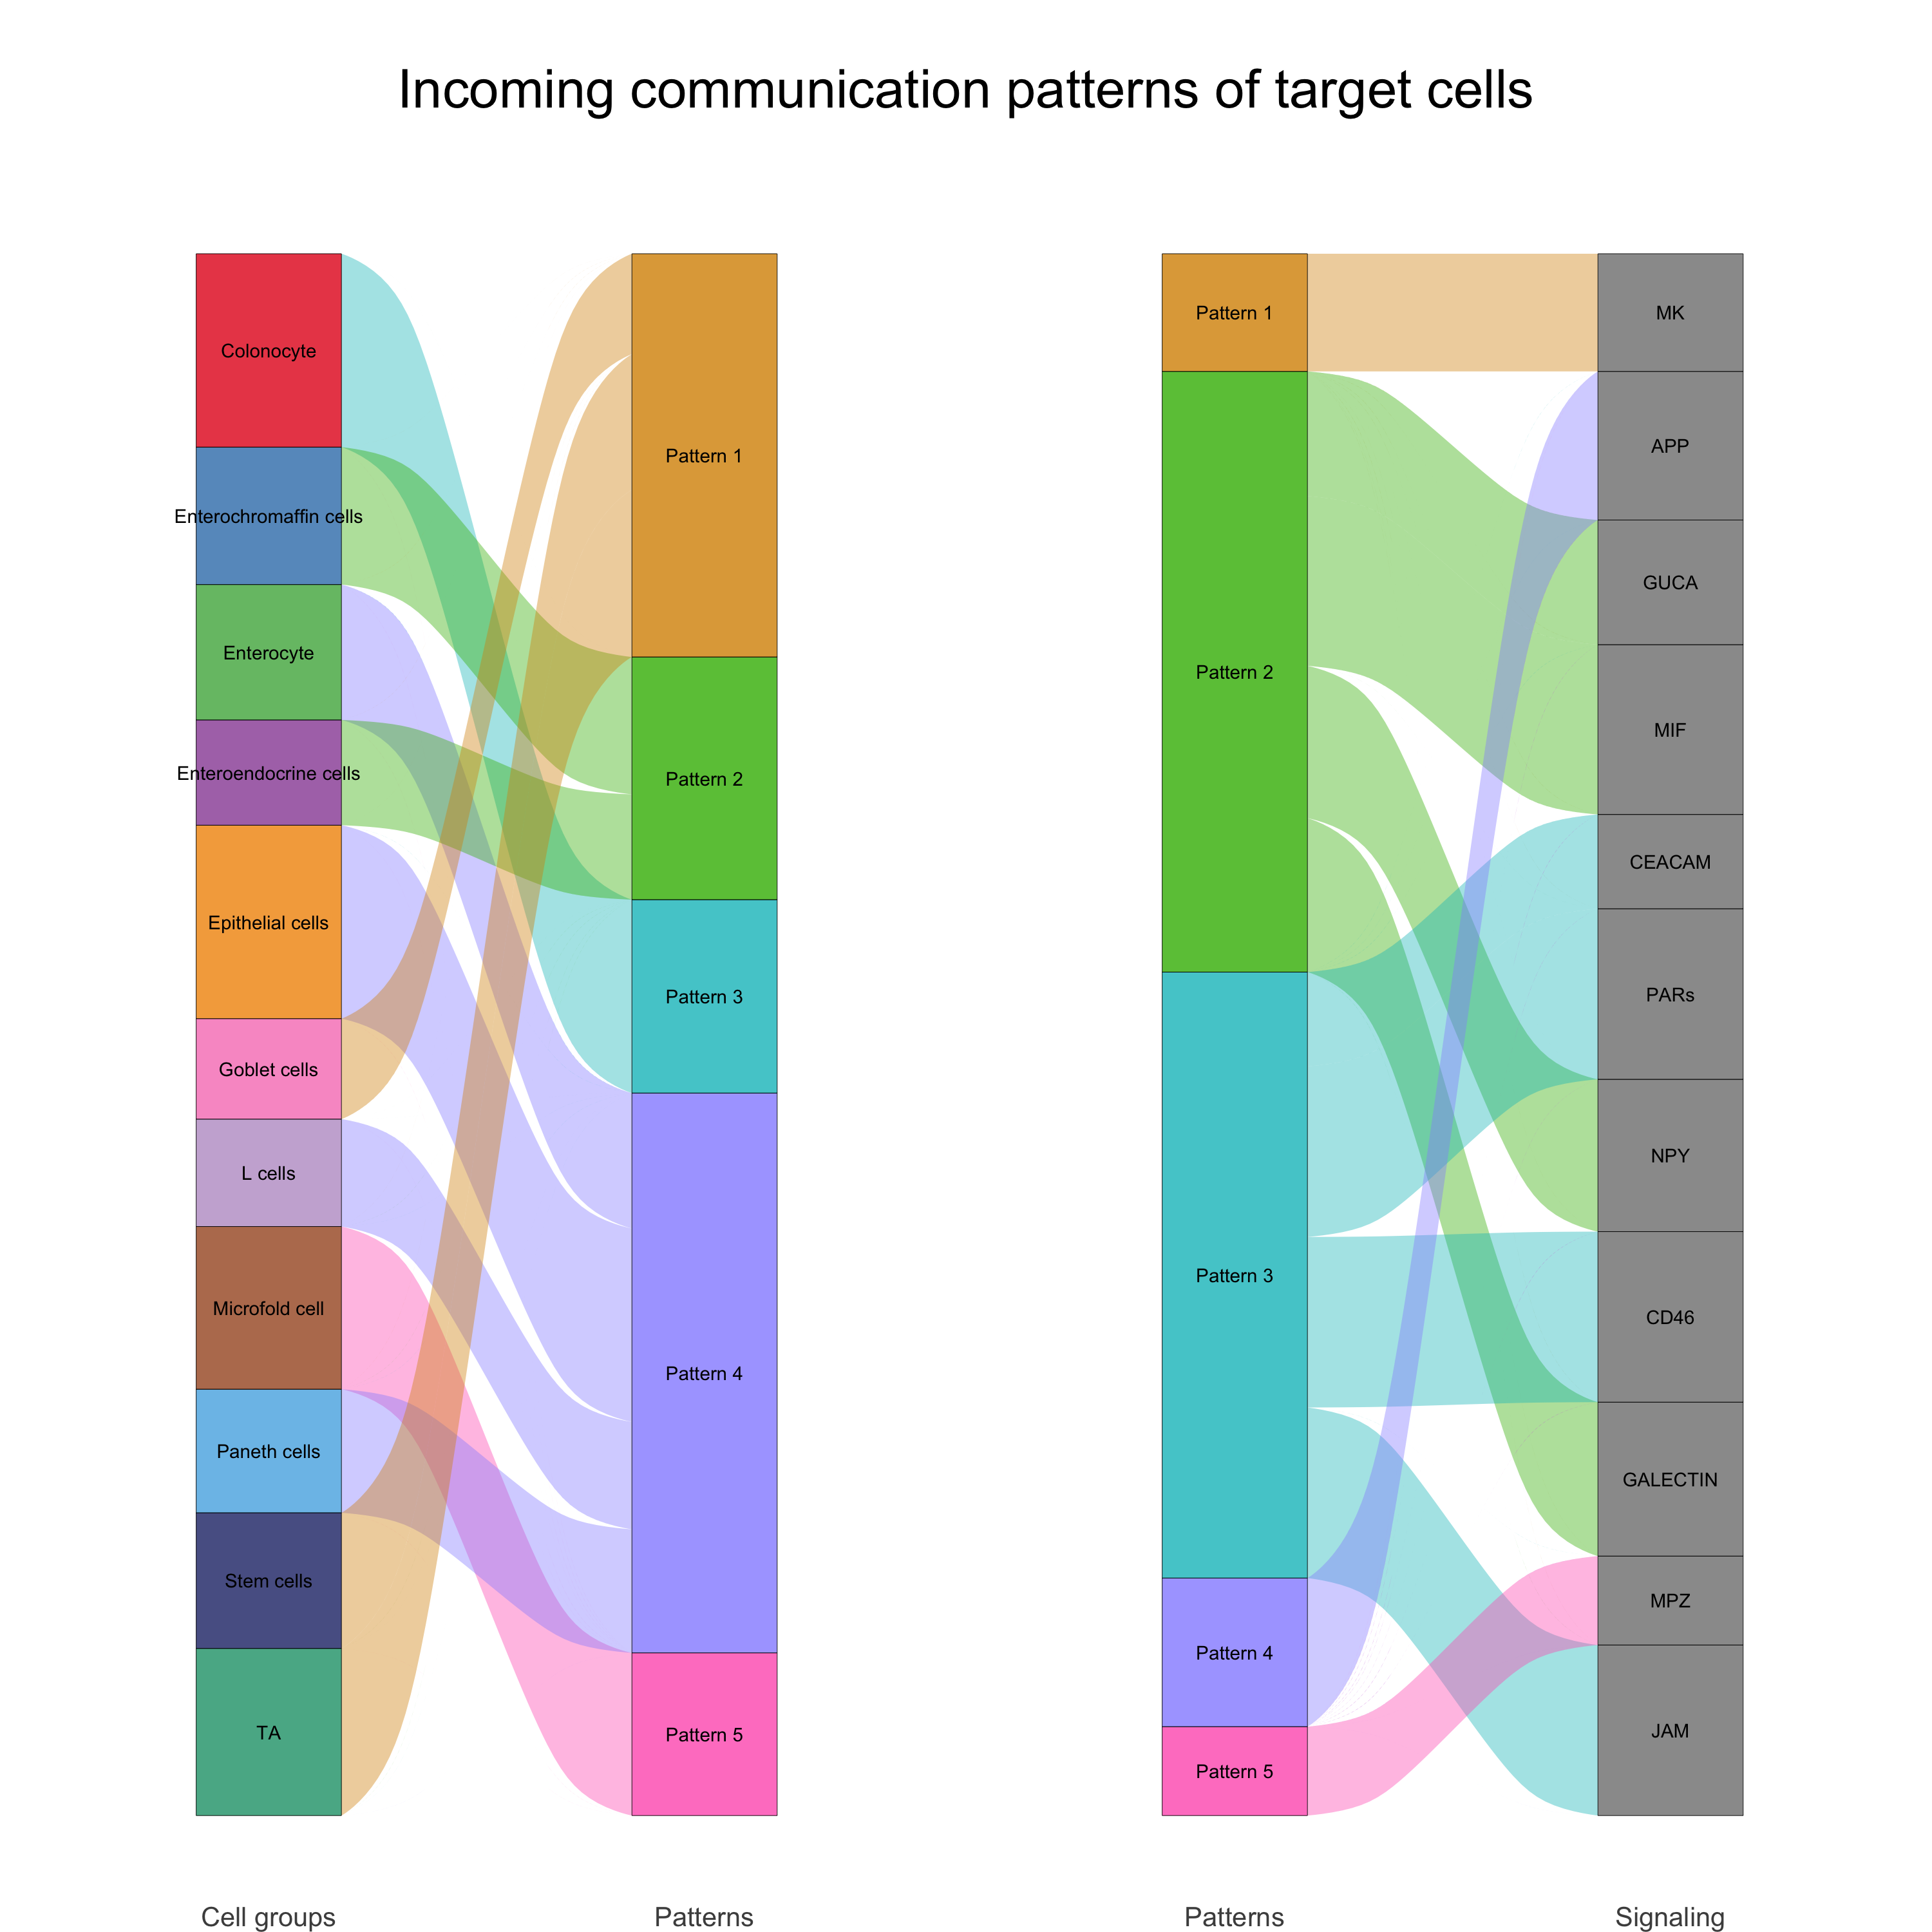 Incoming communication patterns of target cells
Colonocyte
Enterochromaffin cells
Enterocyte
Enteroendocrine cells
Epithelial cells
Goblet cells
L cells
Microfold cell
Paneth cells
Stem cells
TA
Pattern 1
Pattern 2
Pattern 3
Pattern 4
Pattern 5
Pattern 1
Pattern 2
Pattern 3
Pattern 4
Pattern 5
MK
APP
GUCA
MIF
CEACAM
PARs
NPY
CD46
GALECTIN
MPZ
JAM
Cell groups
Patterns
Patterns
Signaling